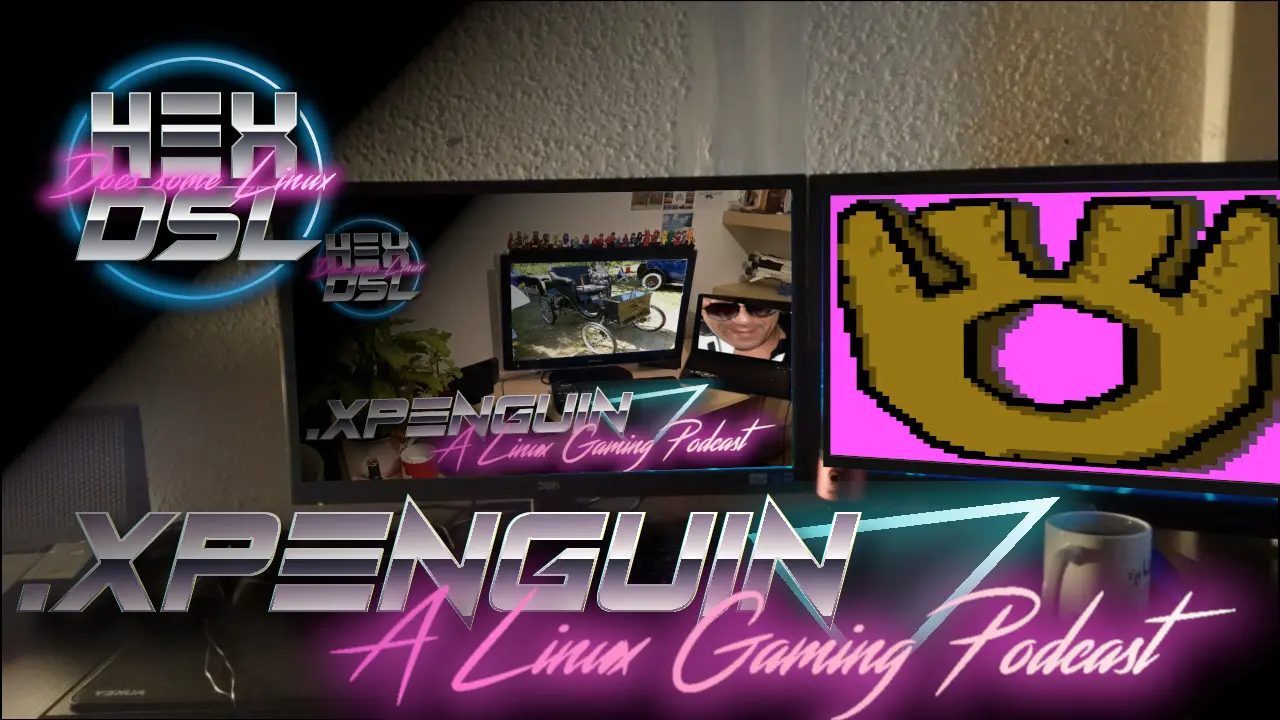 HEX
Does some Linux
DSL
HEX
Does some Linux
DSL
.XPENGUIN
A Linux Gaming Podcast
.XPENGUIN
A Linux Gaming Podcast